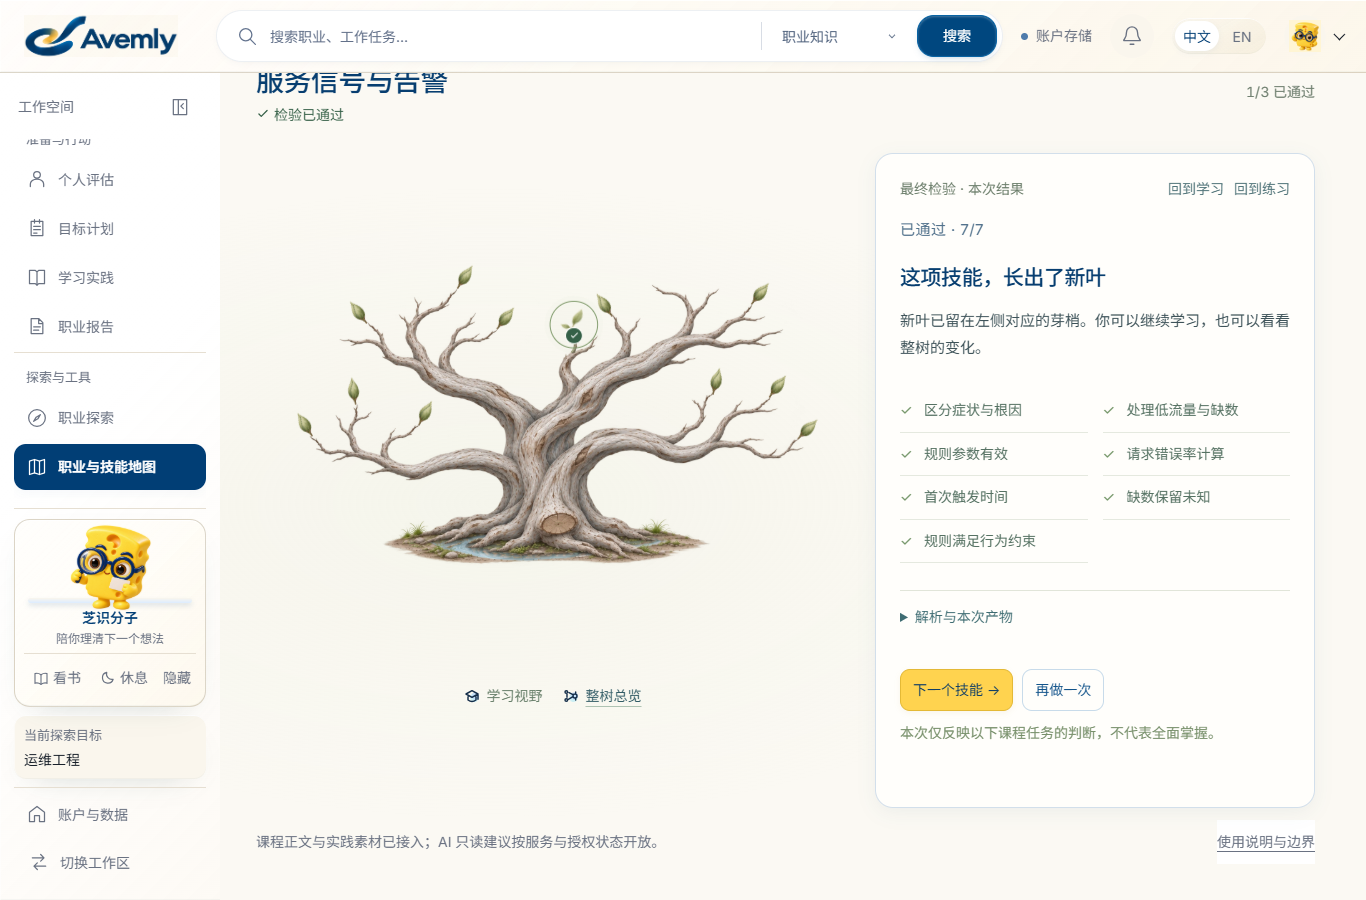 Avemly
搜索职业、工作任务...
职业知识
搜索
账户存储
中文
EN
工作空间
准备与行动
个人评估
目标计划
学习实践
职业报告
探索与工具
职业探索
职业与技能地图
芝识分子
陪你理清下一个想法
看书
休息
隐藏
当前探索目标
运维工程
账户与数据
切换工作区
服务信号与告警
检验已通过
1/3 已通过
学习视野
整树总览
最终检验 · 本次结果
回到学习
回到练习
已通过 · 7/7
这项技能，长出了新叶
新叶已留在左侧对应的芽梢。你可以继续学习，也可以看看
整树的变化。
区分症状与根因
处理低流量与缺数
规则参数有效
请求错误率计算
首次触发时间
缺数保留未知
规则满足行为约束
解析与本次产物
下一个技能 →
再做一次
本次仅反映以下课程任务的判断，不代表全面掌握。
课程正文与实践素材已接入；AI 只读建议按服务与授权状态开放。
使用说明与边界